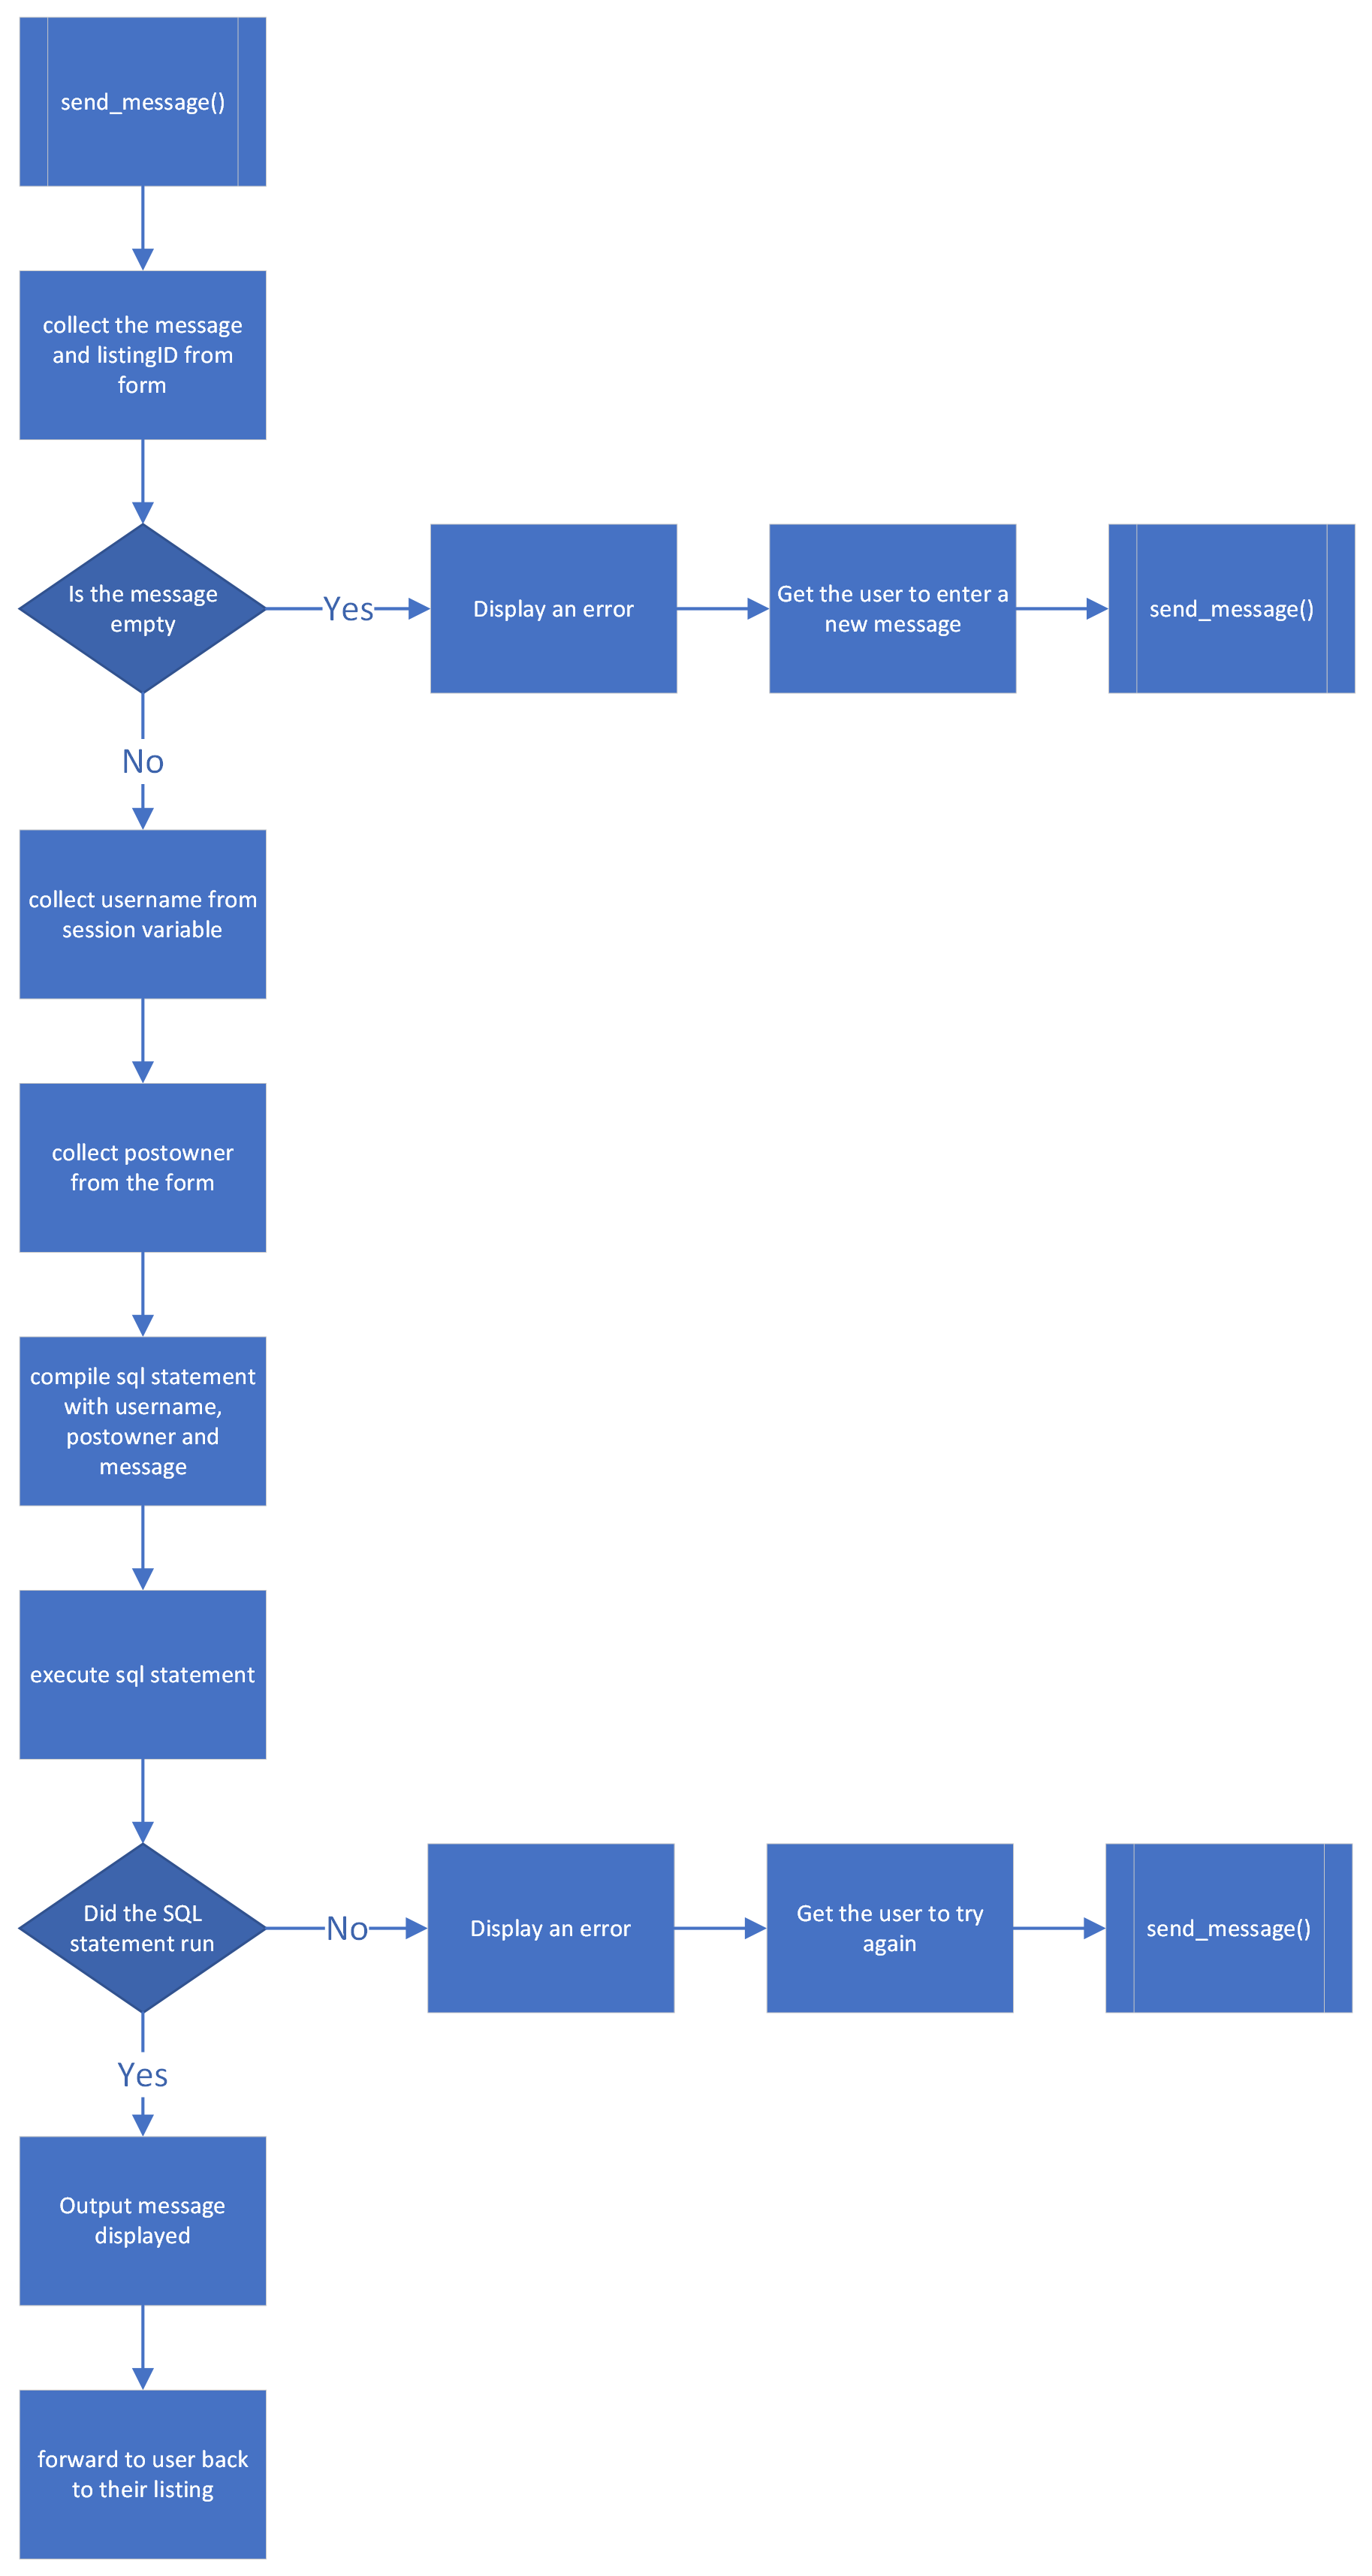 send_message()
collect the message
and listingID from
form
Is the message
empty
Yes
Display an error
Get the user to enter a
new message
send_message()
No
collect username from
session variable
collect postowner
from the form
compile sql statement
with username,
postowner and
message
execute sql statement
Did the SQL
statement run
No
Display an error
Get the user to try
again
send_message()
Yes
Output message
displayed
forward to user back
to their listing